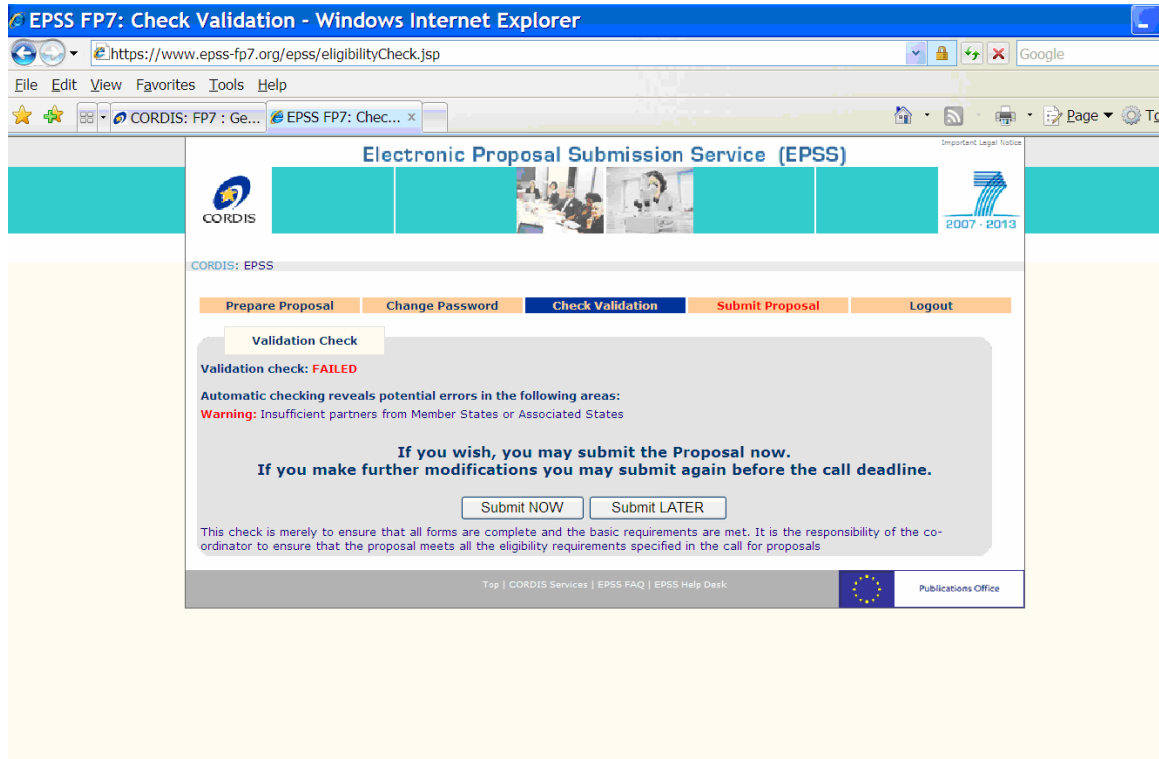 EPSS FP7: Check Validation - Windows Internet Explorer
https://www.epss-fp7.org/epss/eligibilityCheck.jsp
Google
File Edit View Favorites Tools Help
CORDIS: FP7 : Ge...
EPSS FP7: Chec...
Page
Electronic Proposal Submission Service (EPSS)
Important Legal Notice
CORDIS
7
2007 - 2013
CORDIS: EPSS
Prepare Proposal Change Password Check Validation Submit Proposal Logout
Validation Check
Validation check: FAILED
Automatic checking reveals potential errors in the following areas:
Warning: Insufficient partners from Member States or Associated States
If you wish, you may submit the Proposal now.
If you make further modifications you may submit again before the call deadline.
Submit NOW Submit LATER
This check is merely to ensure that all forms are complete and the basic requirements are met. It is the responsibility of the co-
ordinator to ensure that the proposal meets all the eligibility requirements specified in the call for proposals
Top | CORDIS Services | EPSS FAQ | EPSS Help Desk
Publications Office